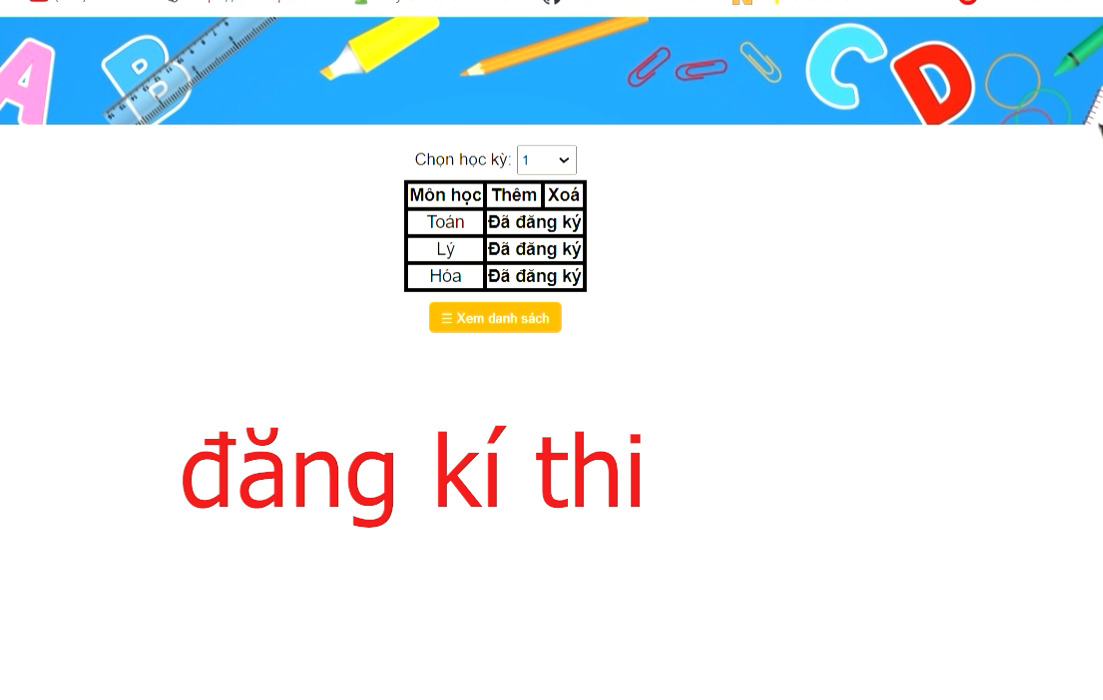 A B C D
Chọn học kỳ: 1
Môn học Thêm Xoá
Toán Đã đăng ký
Lý Đã đăng ký
Hóa Đã đăng ký
☰ Xem danh sách
đăng kí thi